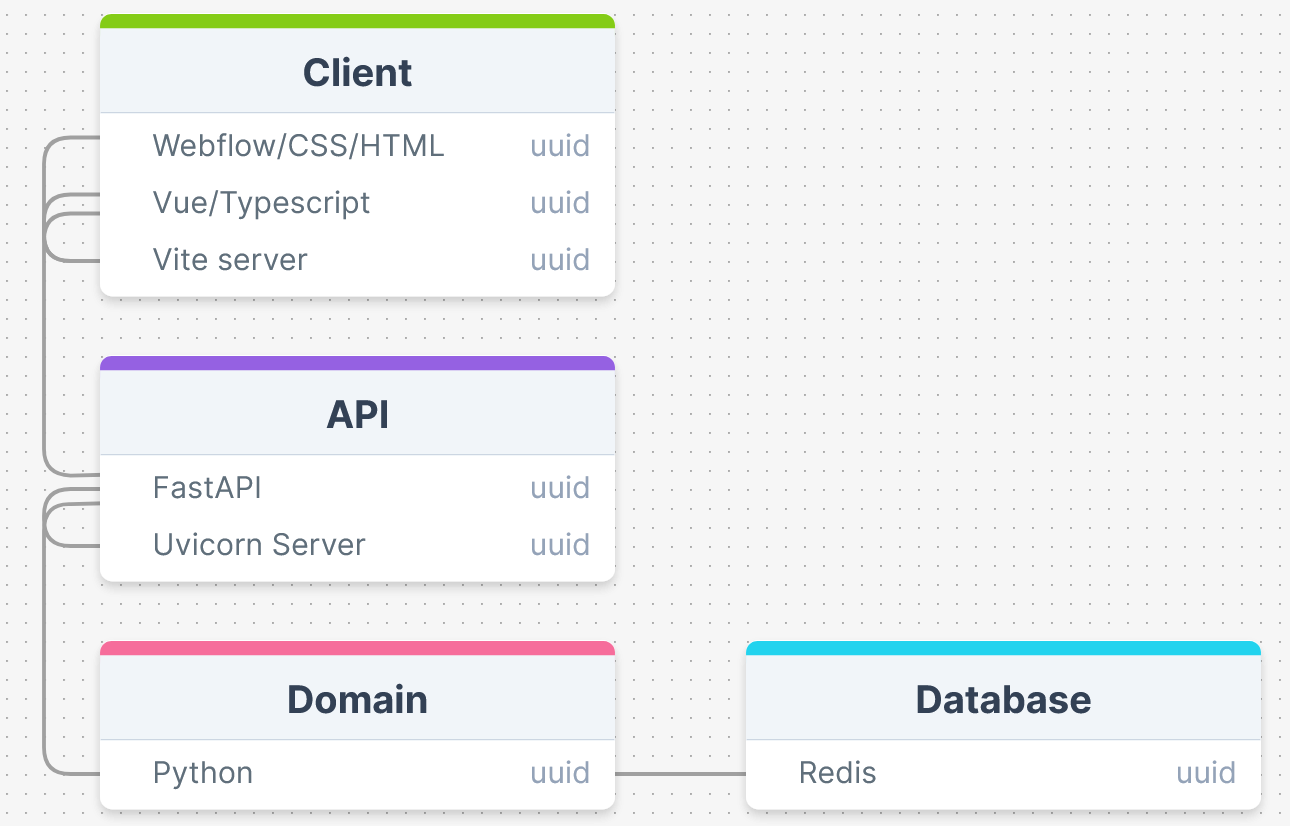 Client
Webflow/CSS/HTML uuid
Vue/Typescript uuid
Vite server uuid
API
FastAPI uuid
Uvicorn Server uuid
Domain
Python uuid
Database
Redis uuid